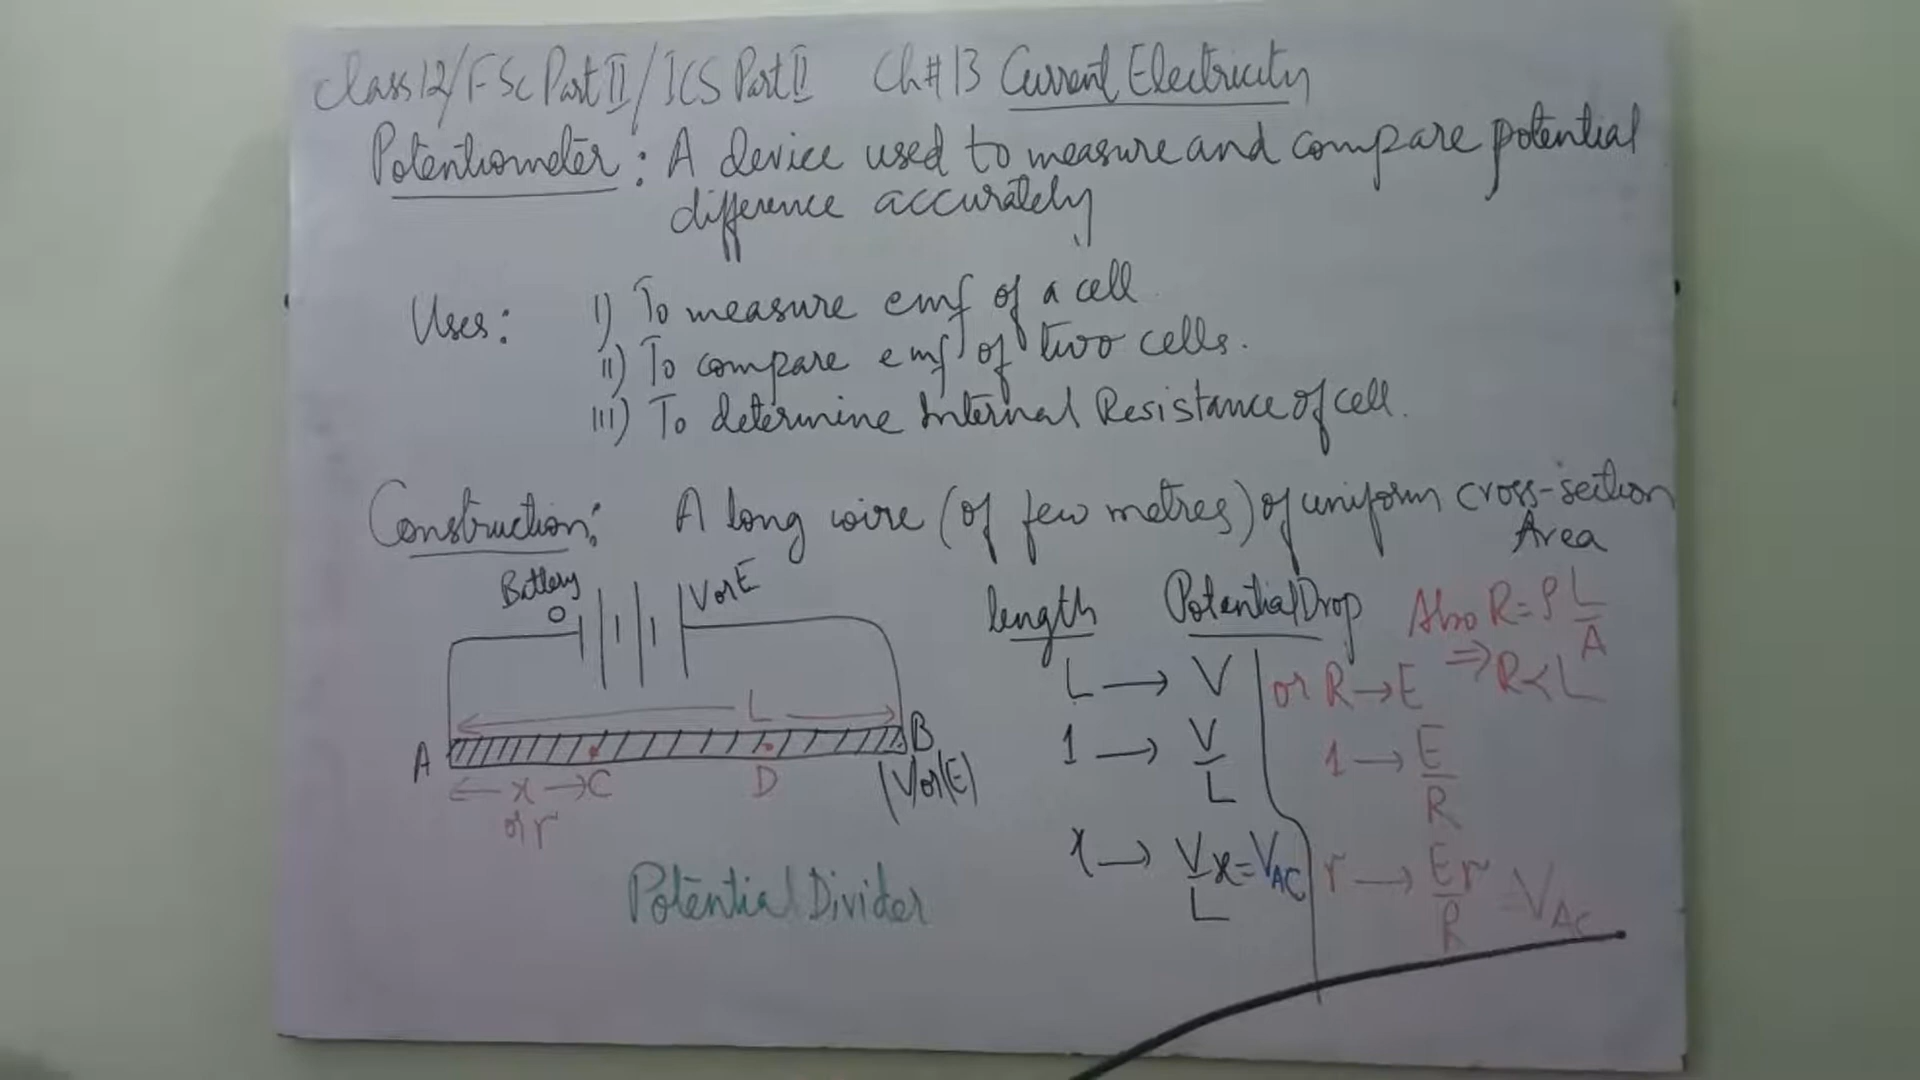 Class 12/FSc Part II/ICS Part II Ch# 13 Current Electricity
Potentiometer: A device used to measure and compare potential
difference accurately
Uses: I) To measure emf of a cell
II) To compare emf of two cells.
III) To determine Internal Resistance of cell.
Construction: A long wire (of few metres) of uniform cross-section
Area
Battery
O
V or E
L
A
B
← x → C
or r
D
(V or (E)
Potential Divider
length Potential Drop
L → V
1 → V/L
x → V/L x = VAC
Also R = ρ L/A
⇒ R ∝ L
or R → E
1 → E/R
r → Er/R = VAC